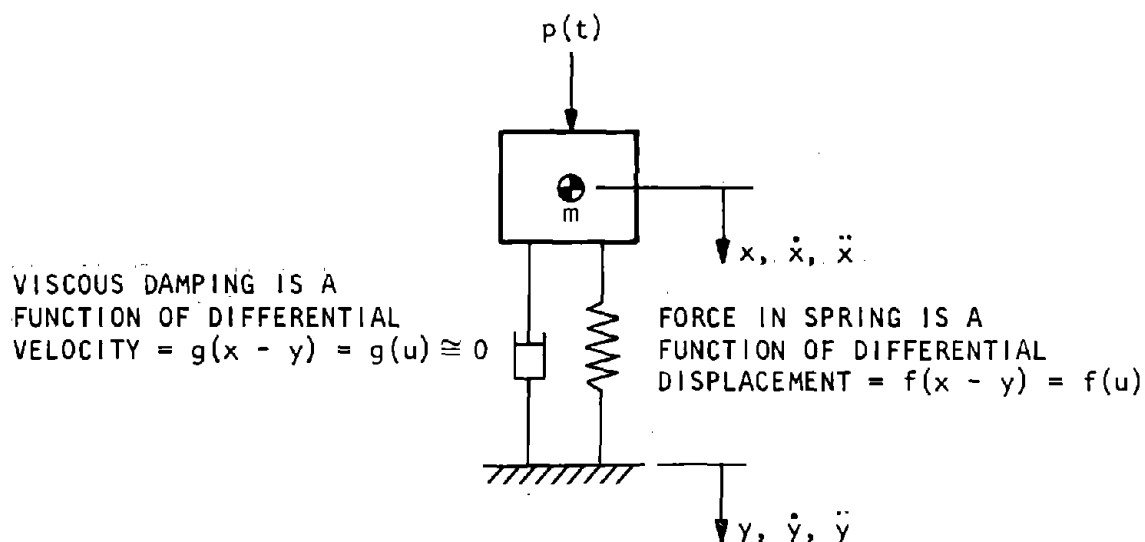 p(t)
m
x, ẋ, ẍ
VISCOUS DAMPING IS A
FUNCTION OF DIFFERENTIAL
VELOCITY = g(x - y) = g(u) ≅ 0
FORCE IN SPRING IS A
FUNCTION OF DIFFERENTIAL
DISPLACEMENT = f(x - y) = f(u)
y, ẏ, ÿ